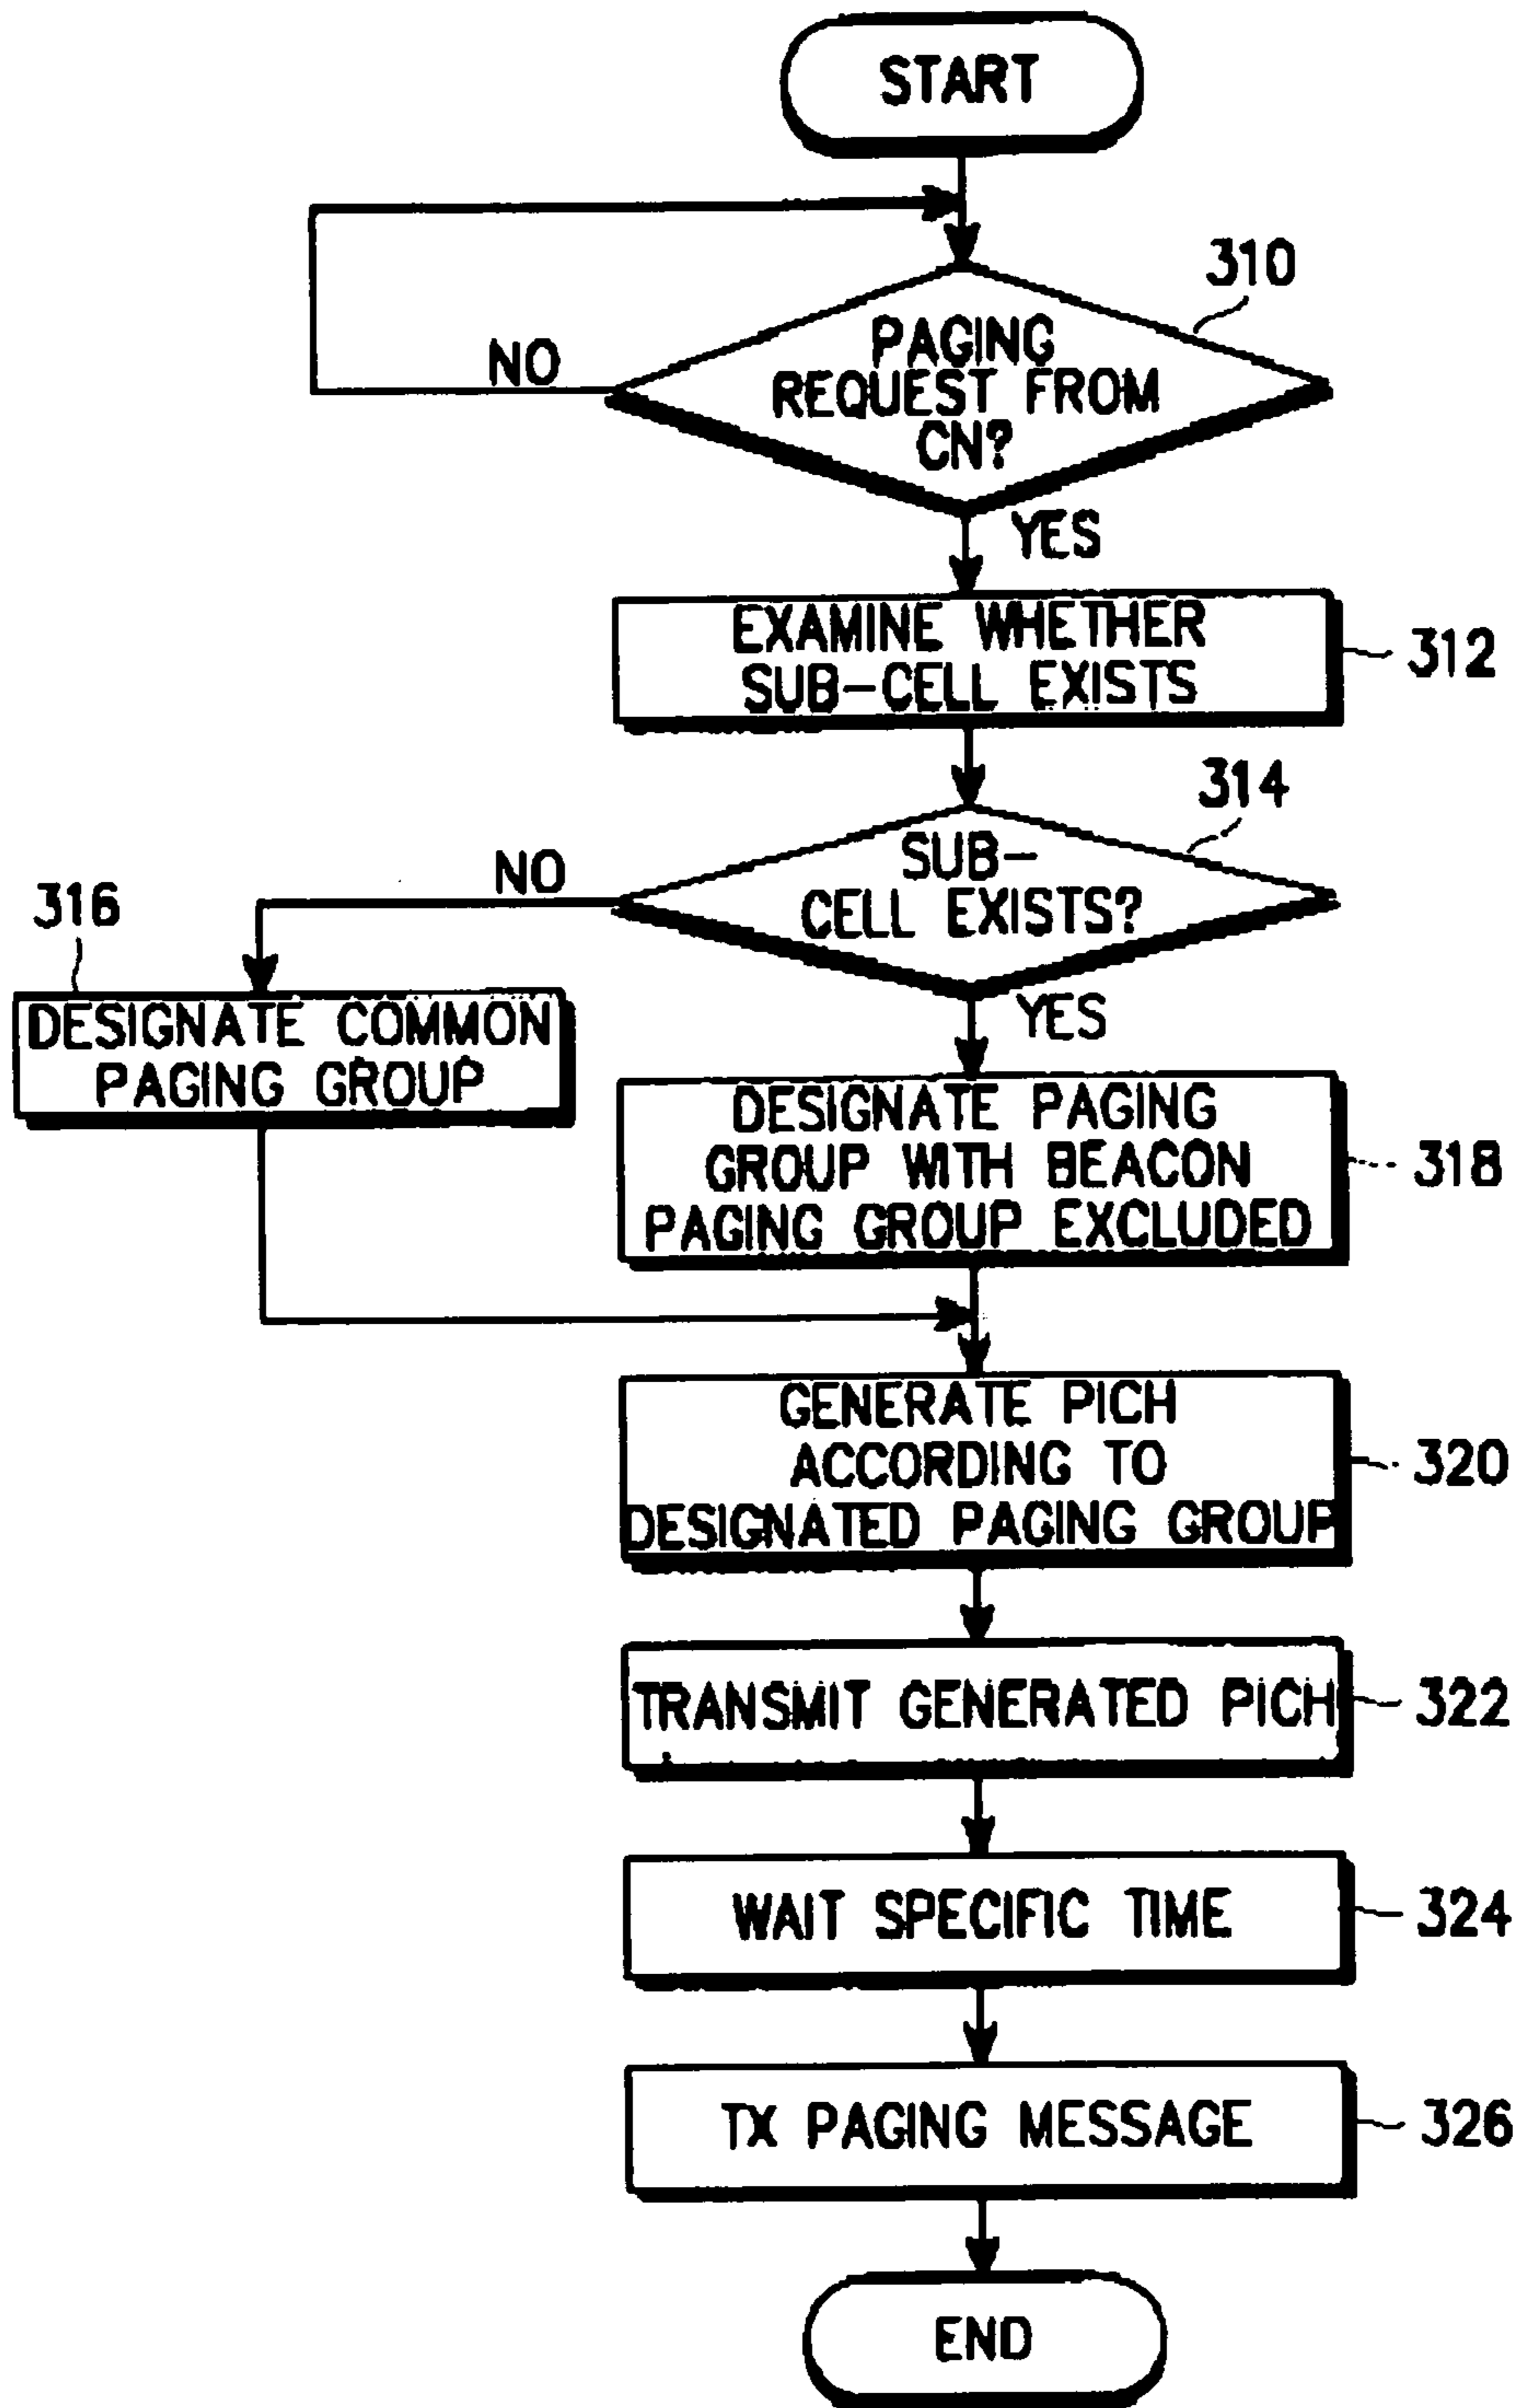 START
310
PAGING
REQUEST FROM
CN?
NO
YES
EXAMINE WHETHER
SUB-CELL EXISTS
312
314
SUB-
CELL EXISTS?
NO
YES
316
DESIGNATE COMMON
PAGING GROUP
DESIGNATE PAGING
GROUP WITH BEACON
PAGING GROUP EXCLUDED
318
GENERATE PICH
ACCORDING TO
DESIGNATED PAGING GROUP
320
TRANSMIT GENERATED PICH
322
WAIT SPECIFIC TIME
324
TX PAGING MESSAGE
326
END